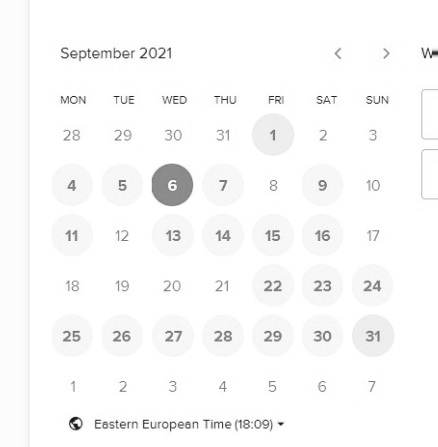 September 2021
MON TUE WED THU FRI SAT SUN
28 29 30 31 1 2 3
4 5 6 7 8 9 10
11 12 13 14 15 16 17
18 19 20 21 22 23 24
25 26 27 28 29 30 31
1 2 3 4 5 6 7
Eastern European Time (18:09)